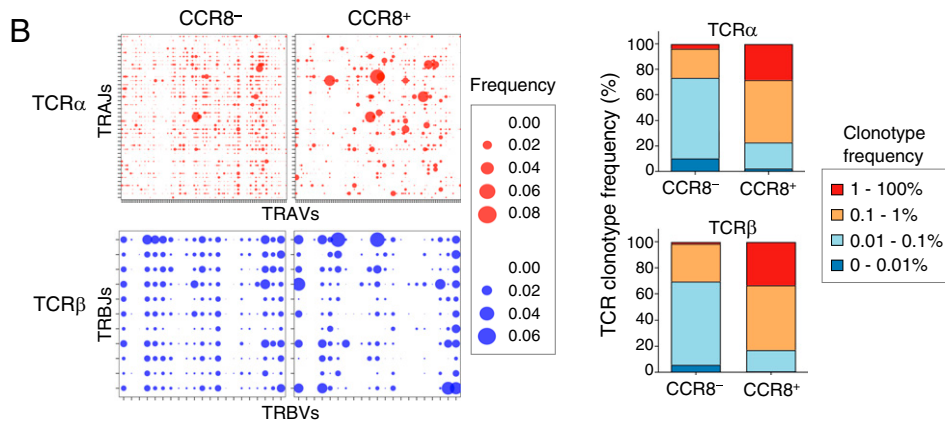 B
CCR8⁻
CCR8⁺
TCRα
TRAJs
TRAVs
TCRβ
TRBJs
TRBVs
Frequency
0.00
0.02
0.04
0.06
0.08
0.00
0.02
0.04
0.06
TCR clonotype frequency (%)
TCRα
100
80
60
40
20
0
CCR8⁻
CCR8⁺
TCRβ
100
80
60
40
20
0
CCR8⁻
CCR8⁺
Clonotype
frequency
1 - 100%
0.1 - 1%
0.01 - 0.1%
0 - 0.01%